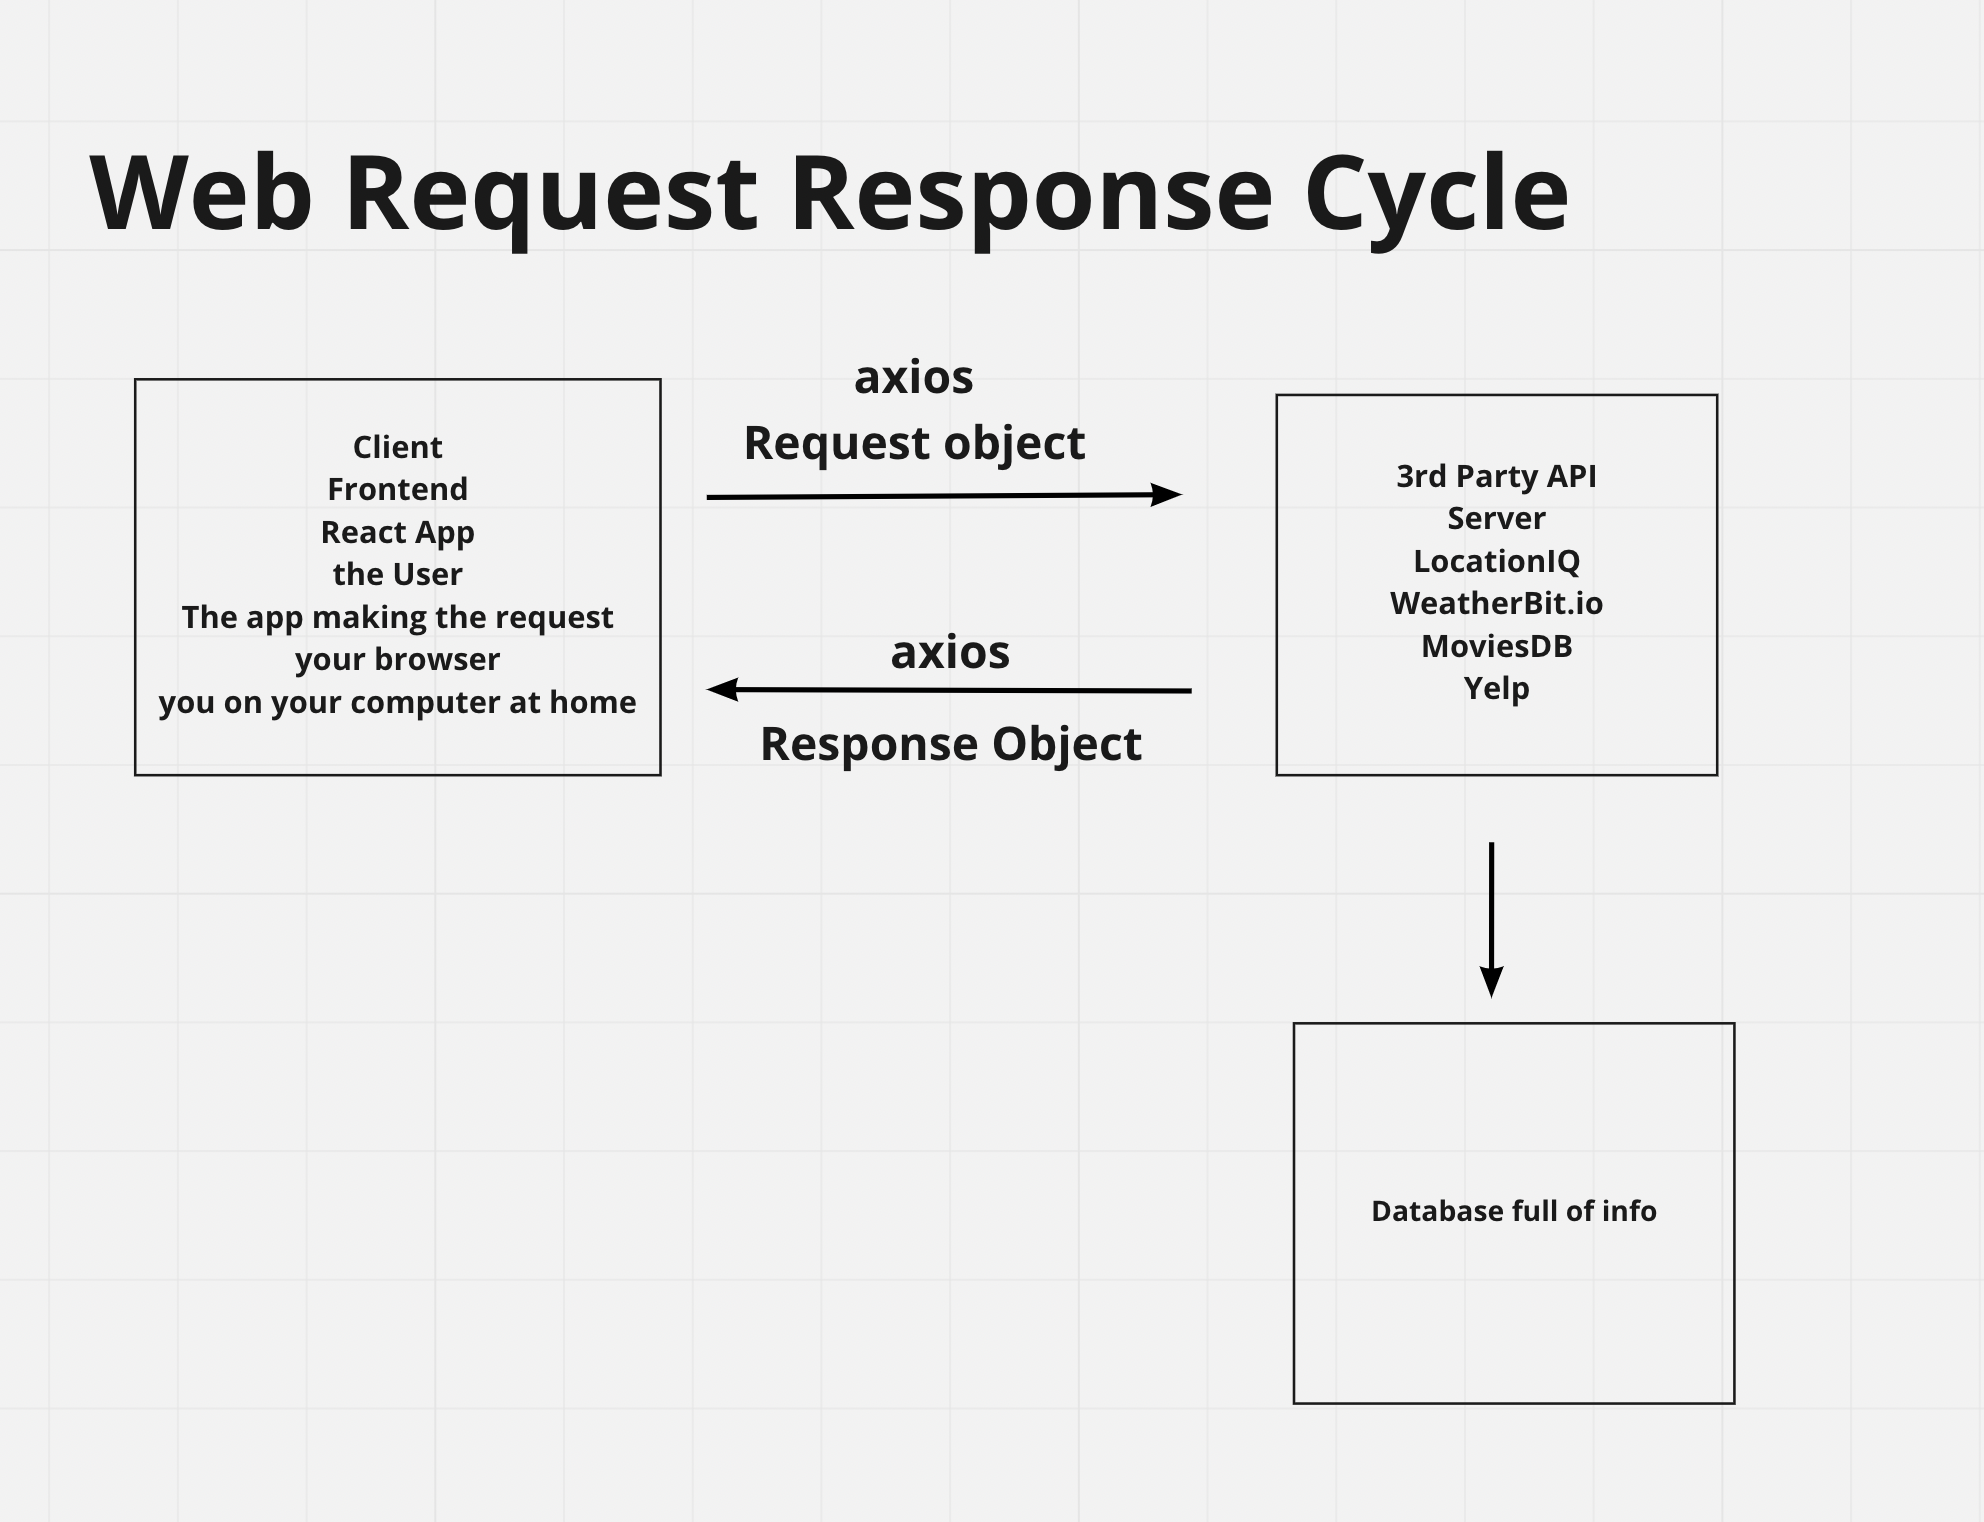 Web Request Response Cycle
Client
Frontend
React App
the User
The app making the request
your browser
you on your computer at home
axios
Request object
axios
Response Object
3rd Party API
Server
LocationIQ
WeatherBit.io
MoviesDB
Yelp
Database full of info